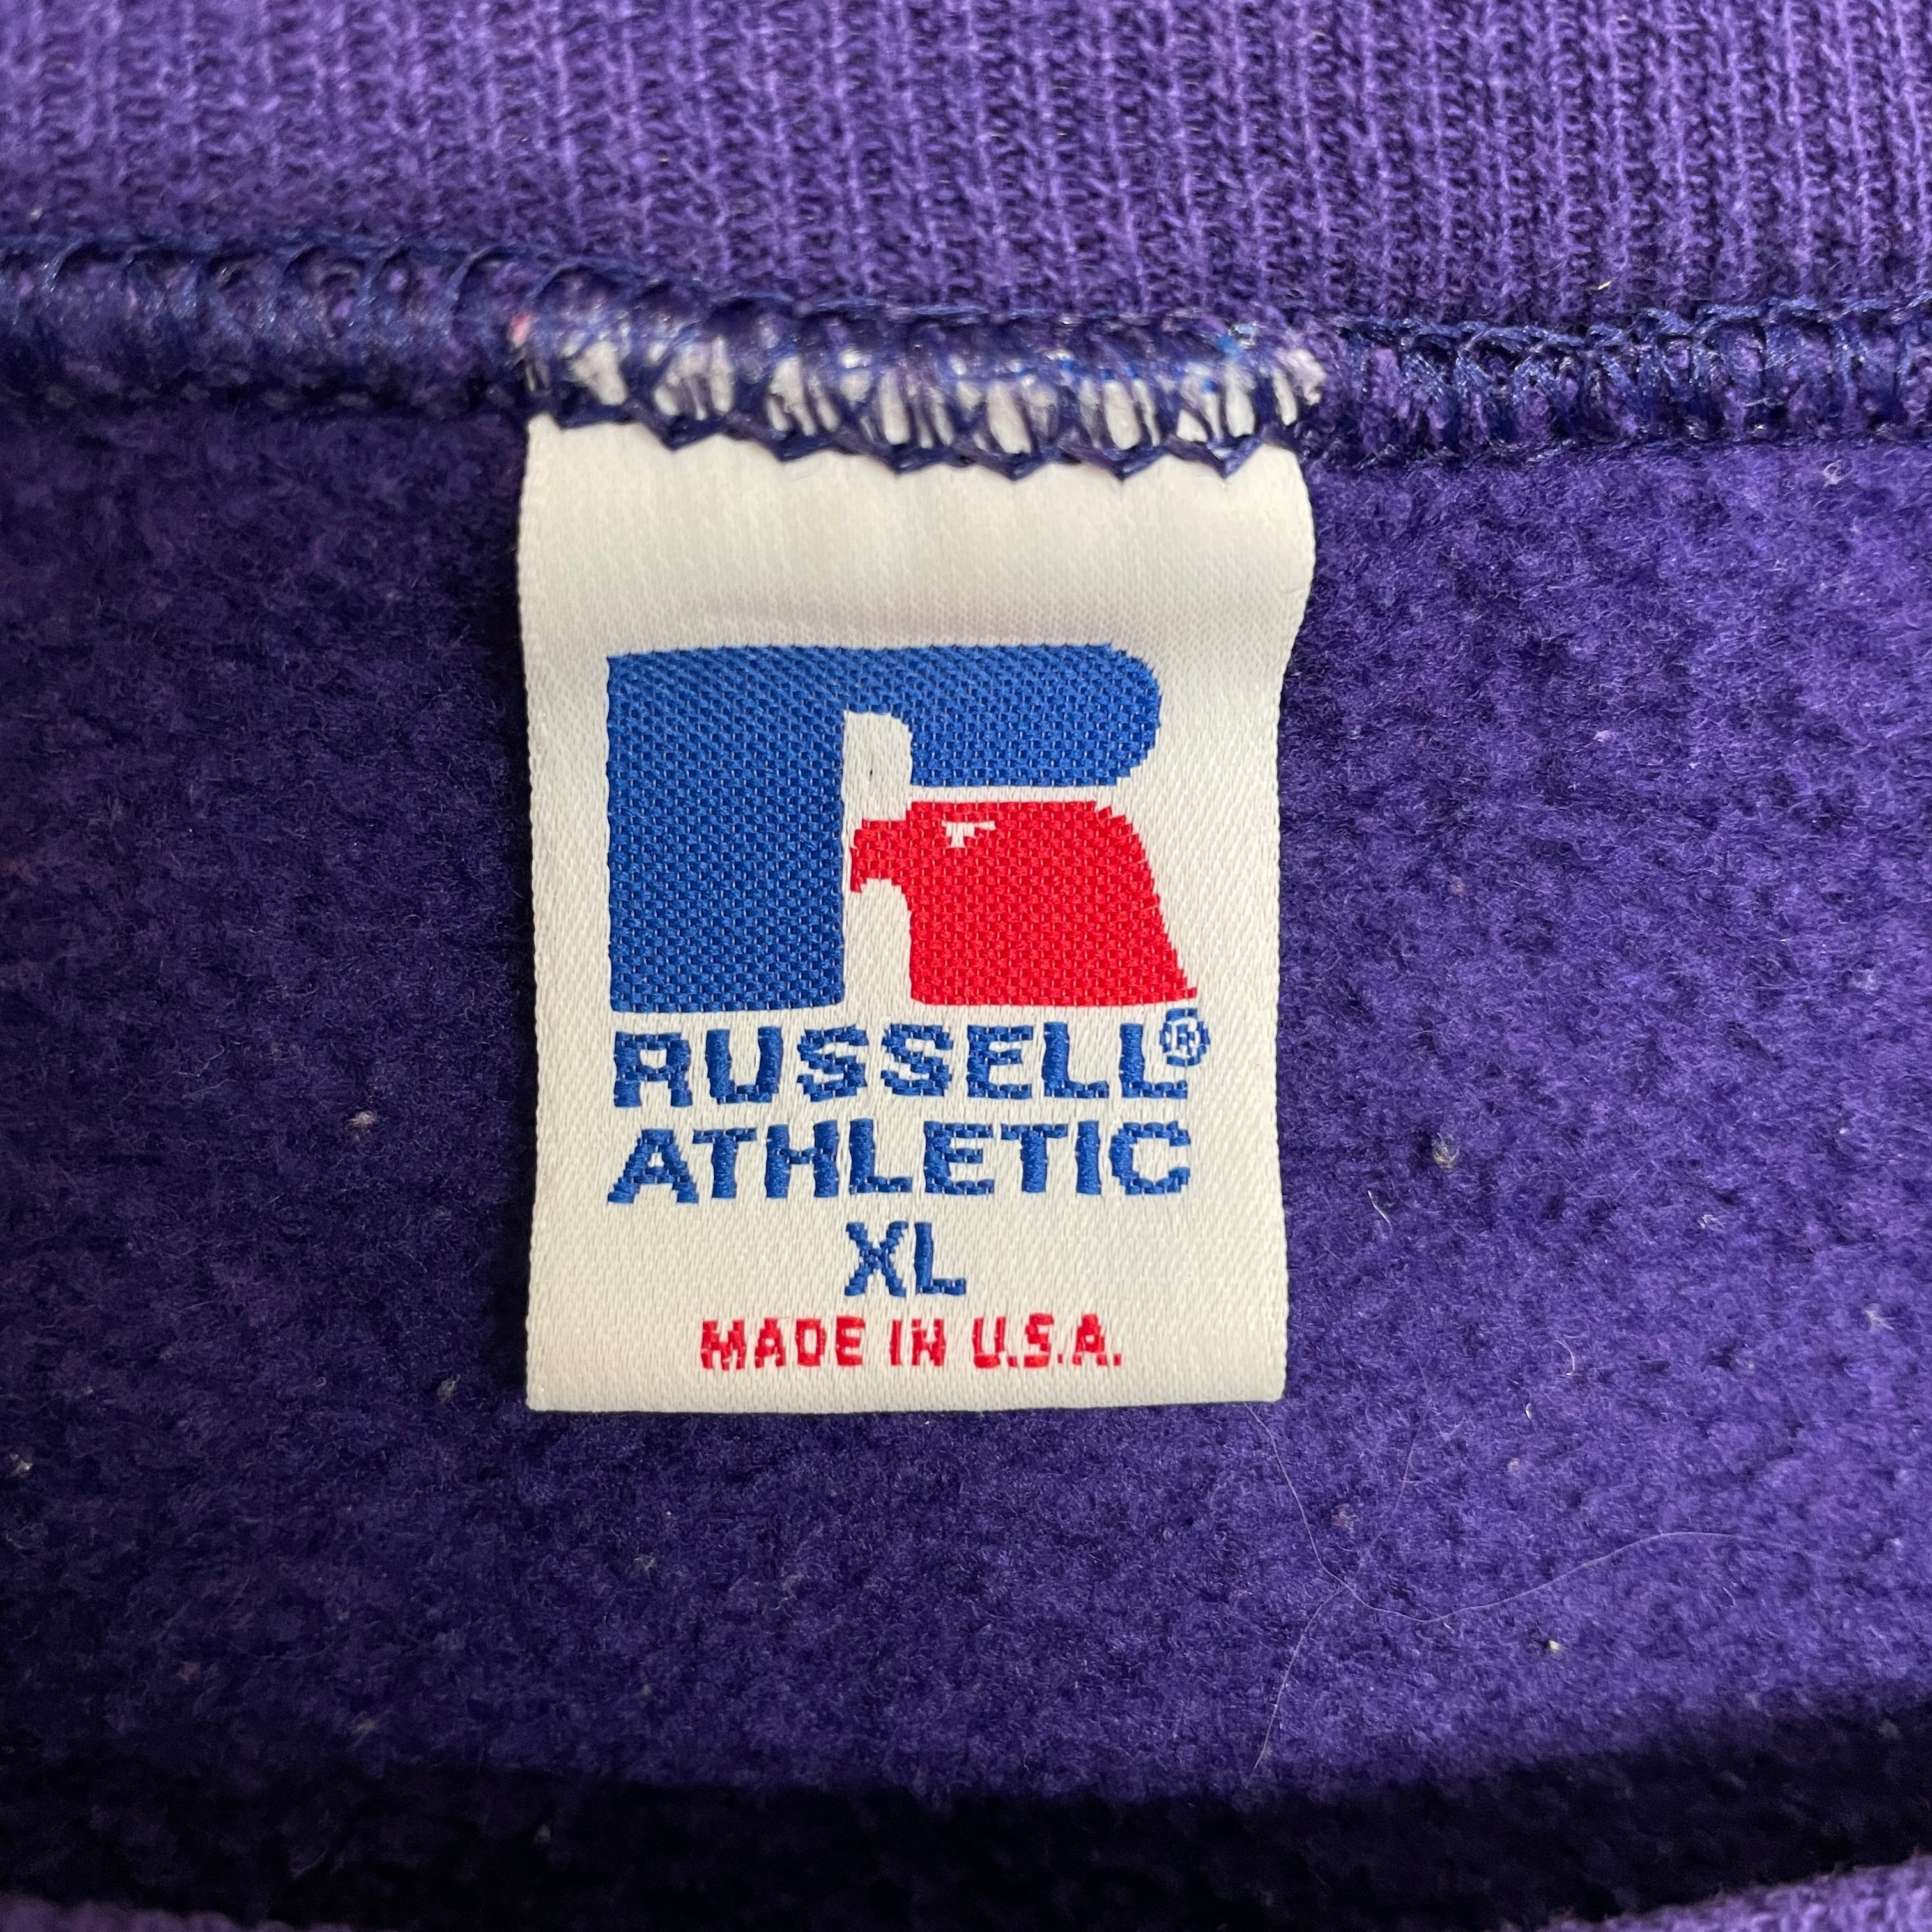 RUSSELL®
ATHLETIC
XL
MADE IN U.S.A.